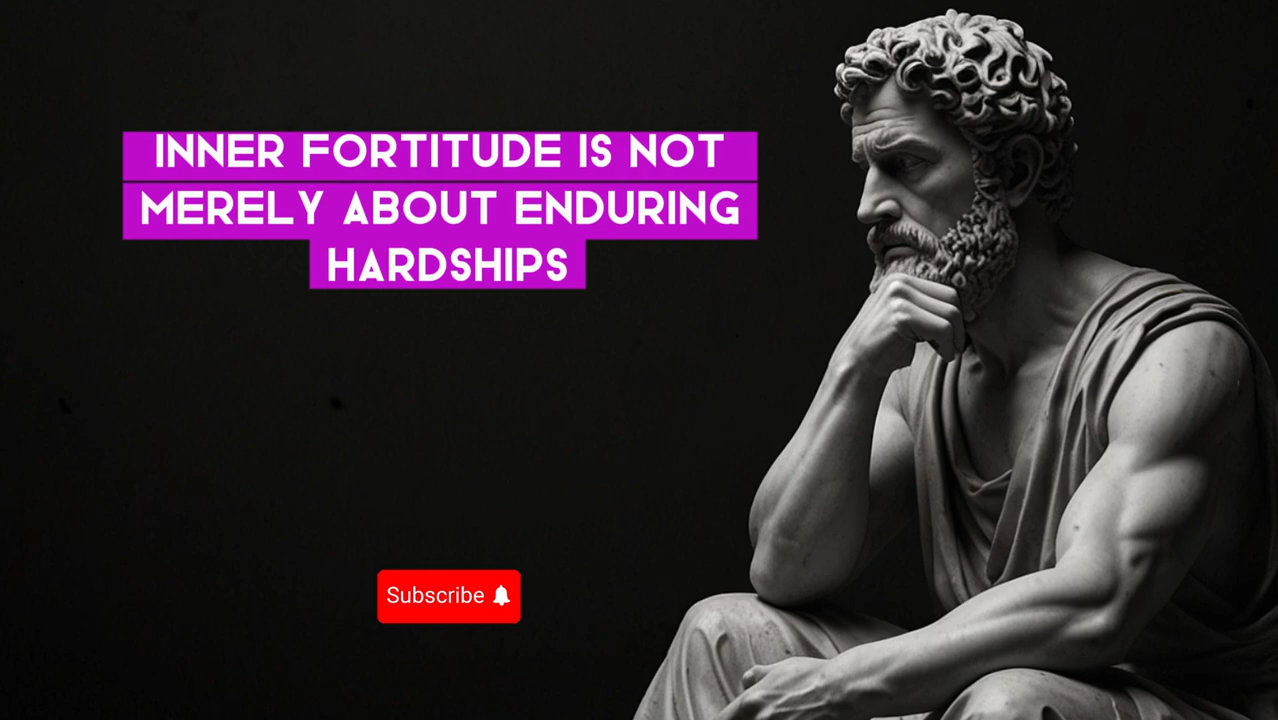 INNER FORTITUDE IS NOT
MERELY ABOUT ENDURING
HARDSHIPS
Subscribe